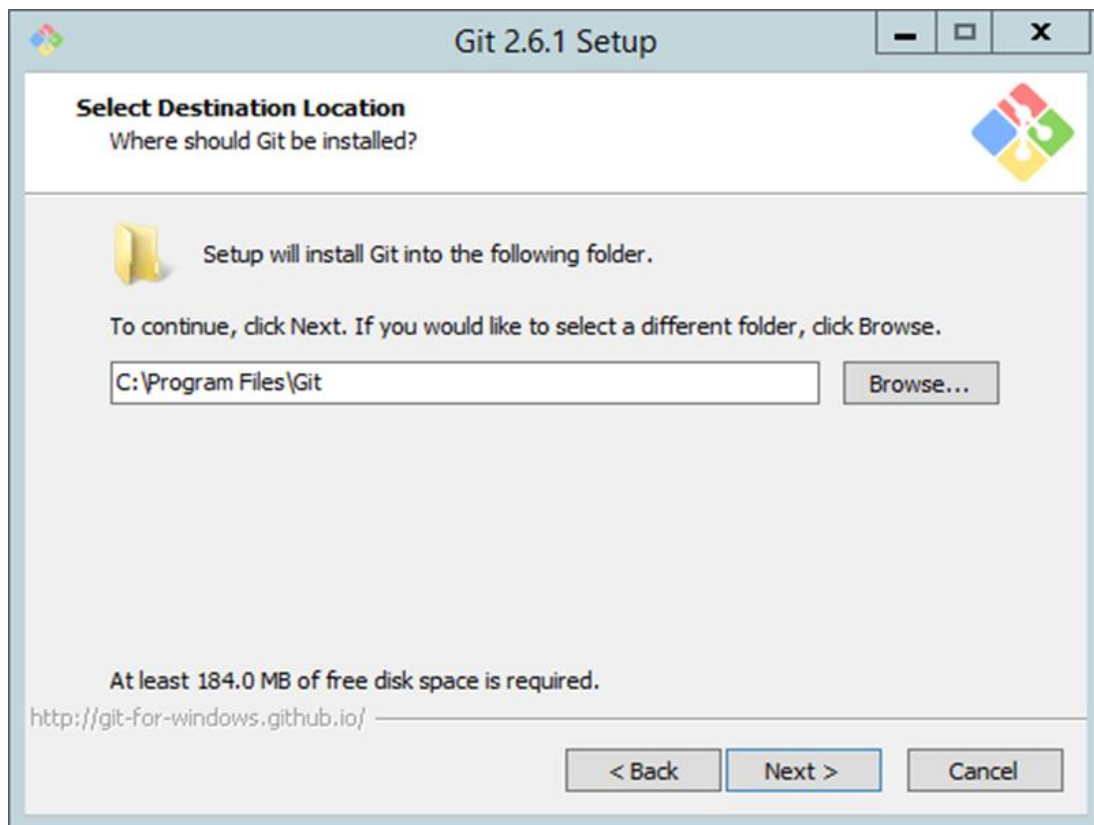 Git 2.6.1 Setup
Select Destination Location
Where should Git be installed?
Setup will install Git into the following folder.
To continue, click Next. If you would like to select a different folder, click Browse.
C:\Program Files\Git
Browse...
At least 184.0 MB of free disk space is required.
http://git-for-windows.github.io/
< Back
Next >
Cancel